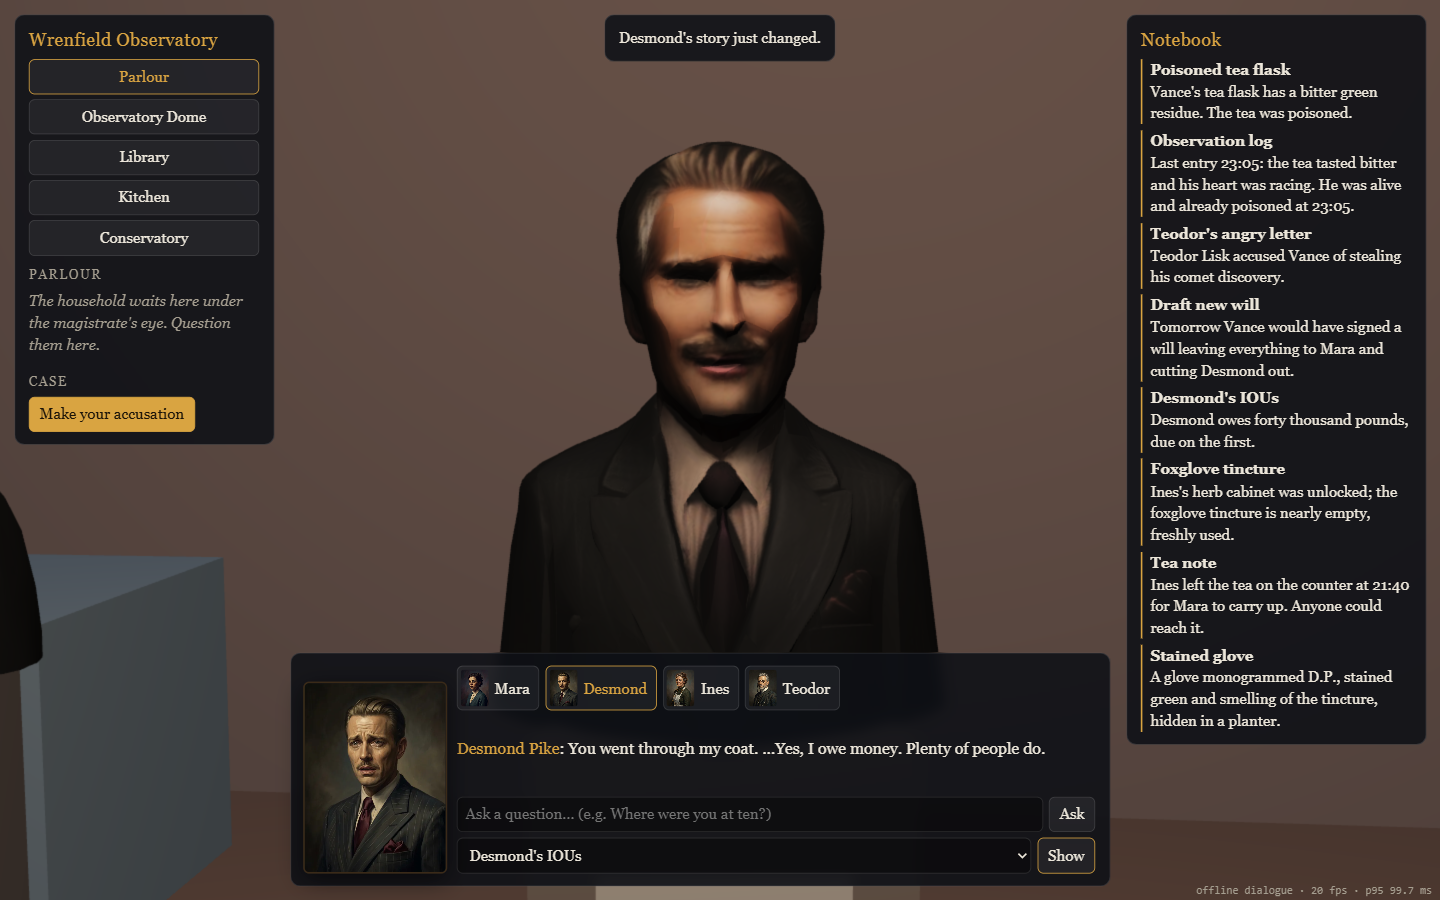 Wrenfield Observatory
Parlour
Observatory Dome
Library
Kitchen
Conservatory
PARLOUR
The household waits here under
the magistrate's eye. Question
them here.
CASE
Make your accusation
Desmond's story just changed.
Notebook
Poisoned tea flask
Vance's tea flask has a bitter green
residue. The tea was poisoned.
Observation log
Last entry 23:05: the tea tasted bitter
and his heart was racing. He was alive
and already poisoned at 23:05.
Teodor's angry letter
Teodor Lisk accused Vance of stealing
his comet discovery.
Draft new will
Tomorrow Vance would have signed a
will leaving everything to Mara and
cutting Desmond out.
Desmond's IOUs
Desmond owes forty thousand pounds,
due on the first.
Foxglove tincture
Ines's herb cabinet was unlocked; the
foxglove tincture is nearly empty,
freshly used.
Tea note
Ines left the tea on the counter at 21:40
for Mara to carry up. Anyone could
reach it.
Stained glove
A glove monogrammed D.P., stained
green and smelling of the tincture,
hidden in a planter.
Mara
Desmond
Ines
Teodor
Desmond Pike: You went through my coat. ...Yes, I owe money. Plenty of people do.
Ask a question... (e.g. Where were you at ten?)
Ask
Desmond's IOUs
Show
offline dialogue · 20 fps · p95 99.7 ms